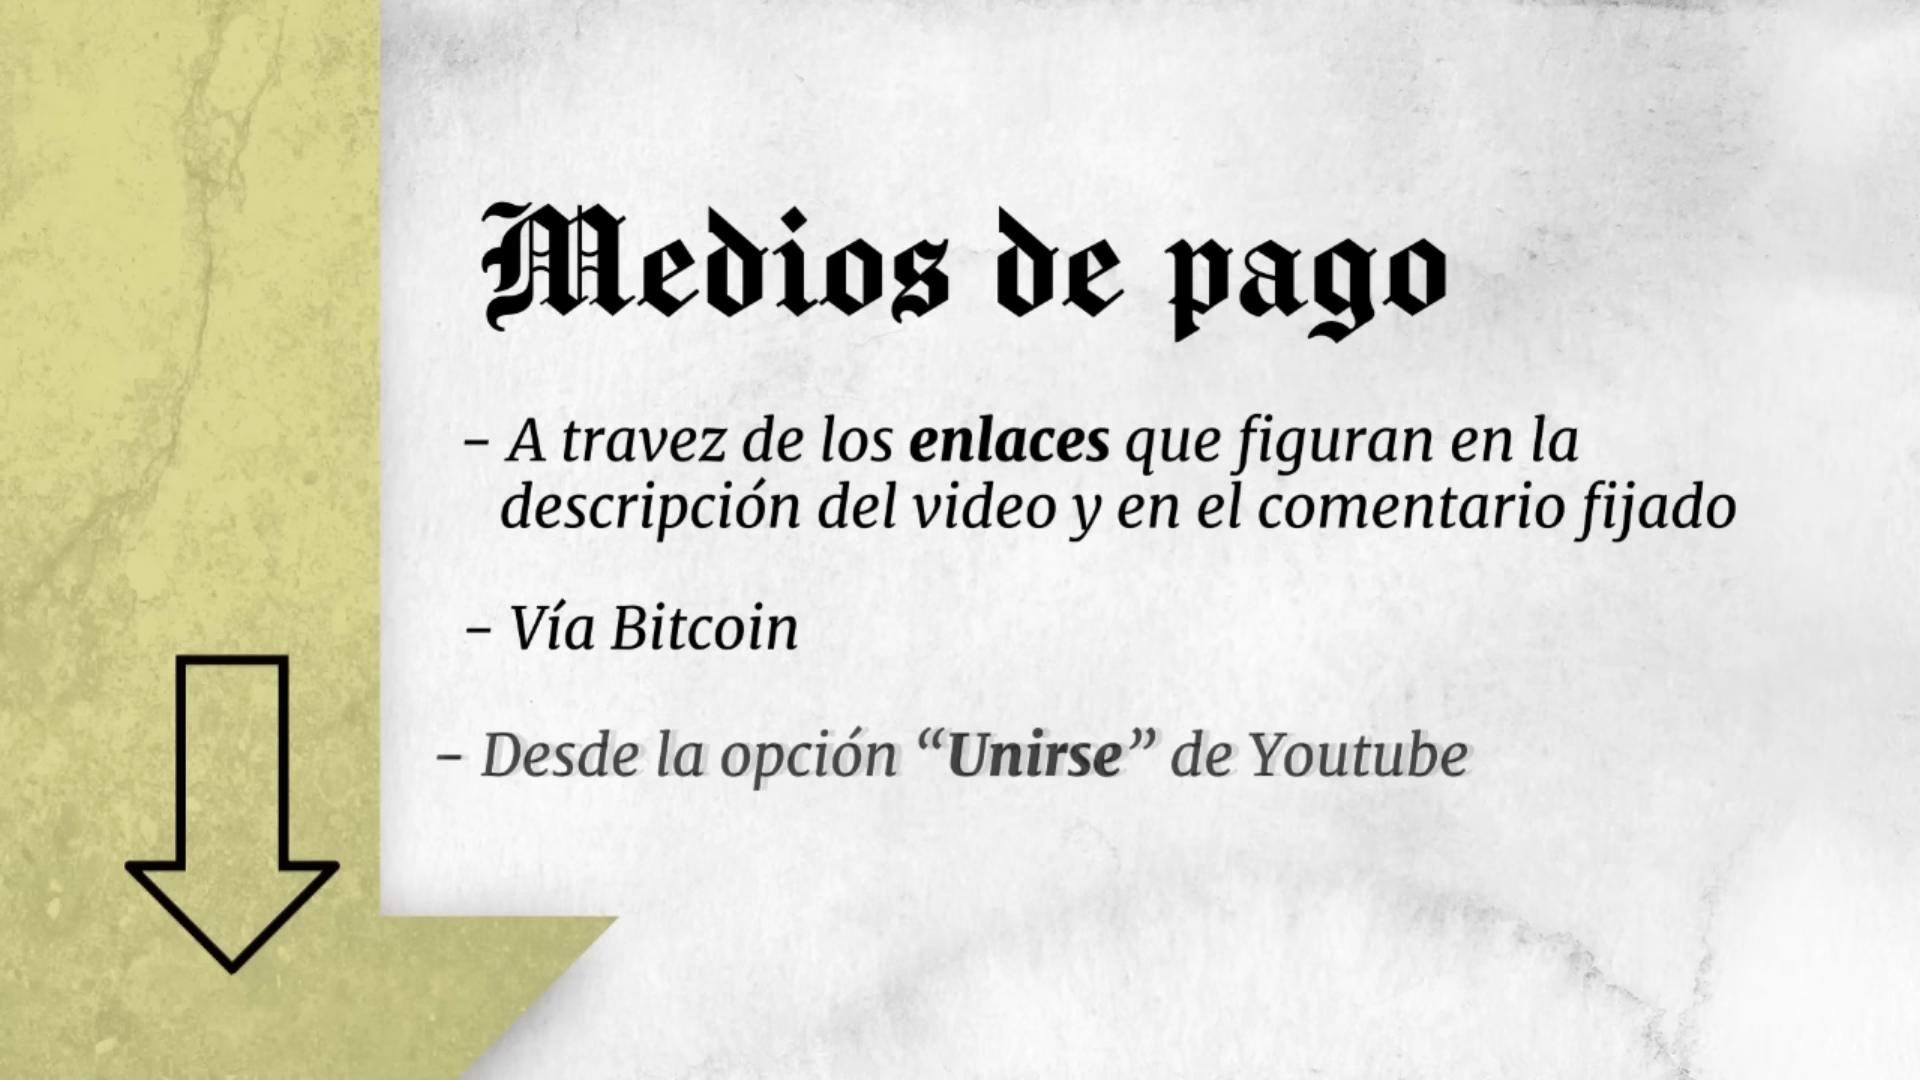 Medios de pago
- A travez de los enlaces que figuran en la
descripción del video y en el comentario fijado
- Vía Bitcoin
- Desde la opción “Unirse” de Youtube